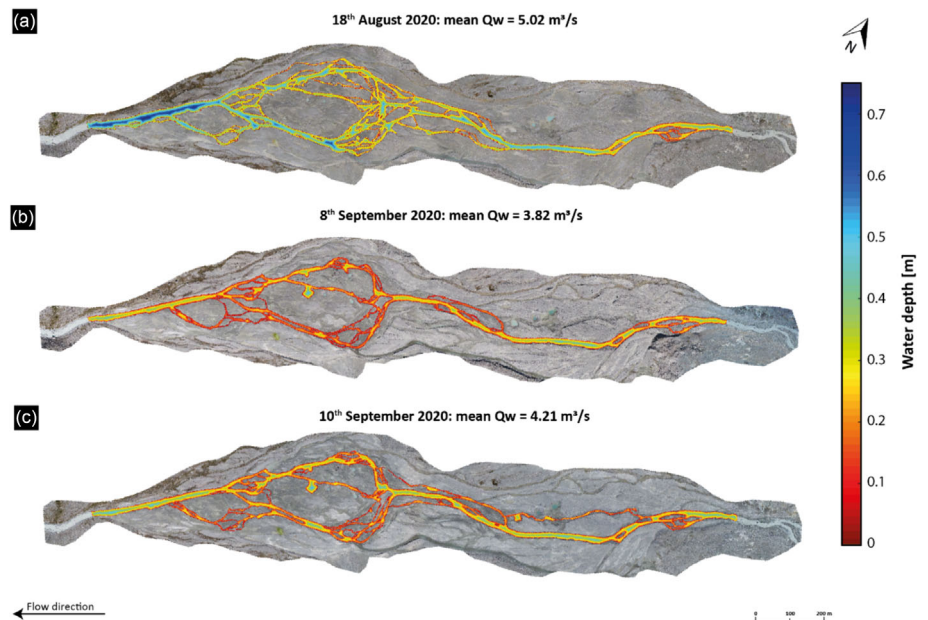 (a)
18th August 2020: mean Qw = 5.02 m³/s
N
(b)
8th September 2020: mean Qw = 3.82 m³/s
(c)
10th September 2020: mean Qw = 4.21 m³/s
0.7
0.6
0.5
0.4
0.3
0.2
0.1
0
Water depth [m]
Flow direction
0 100 200 m